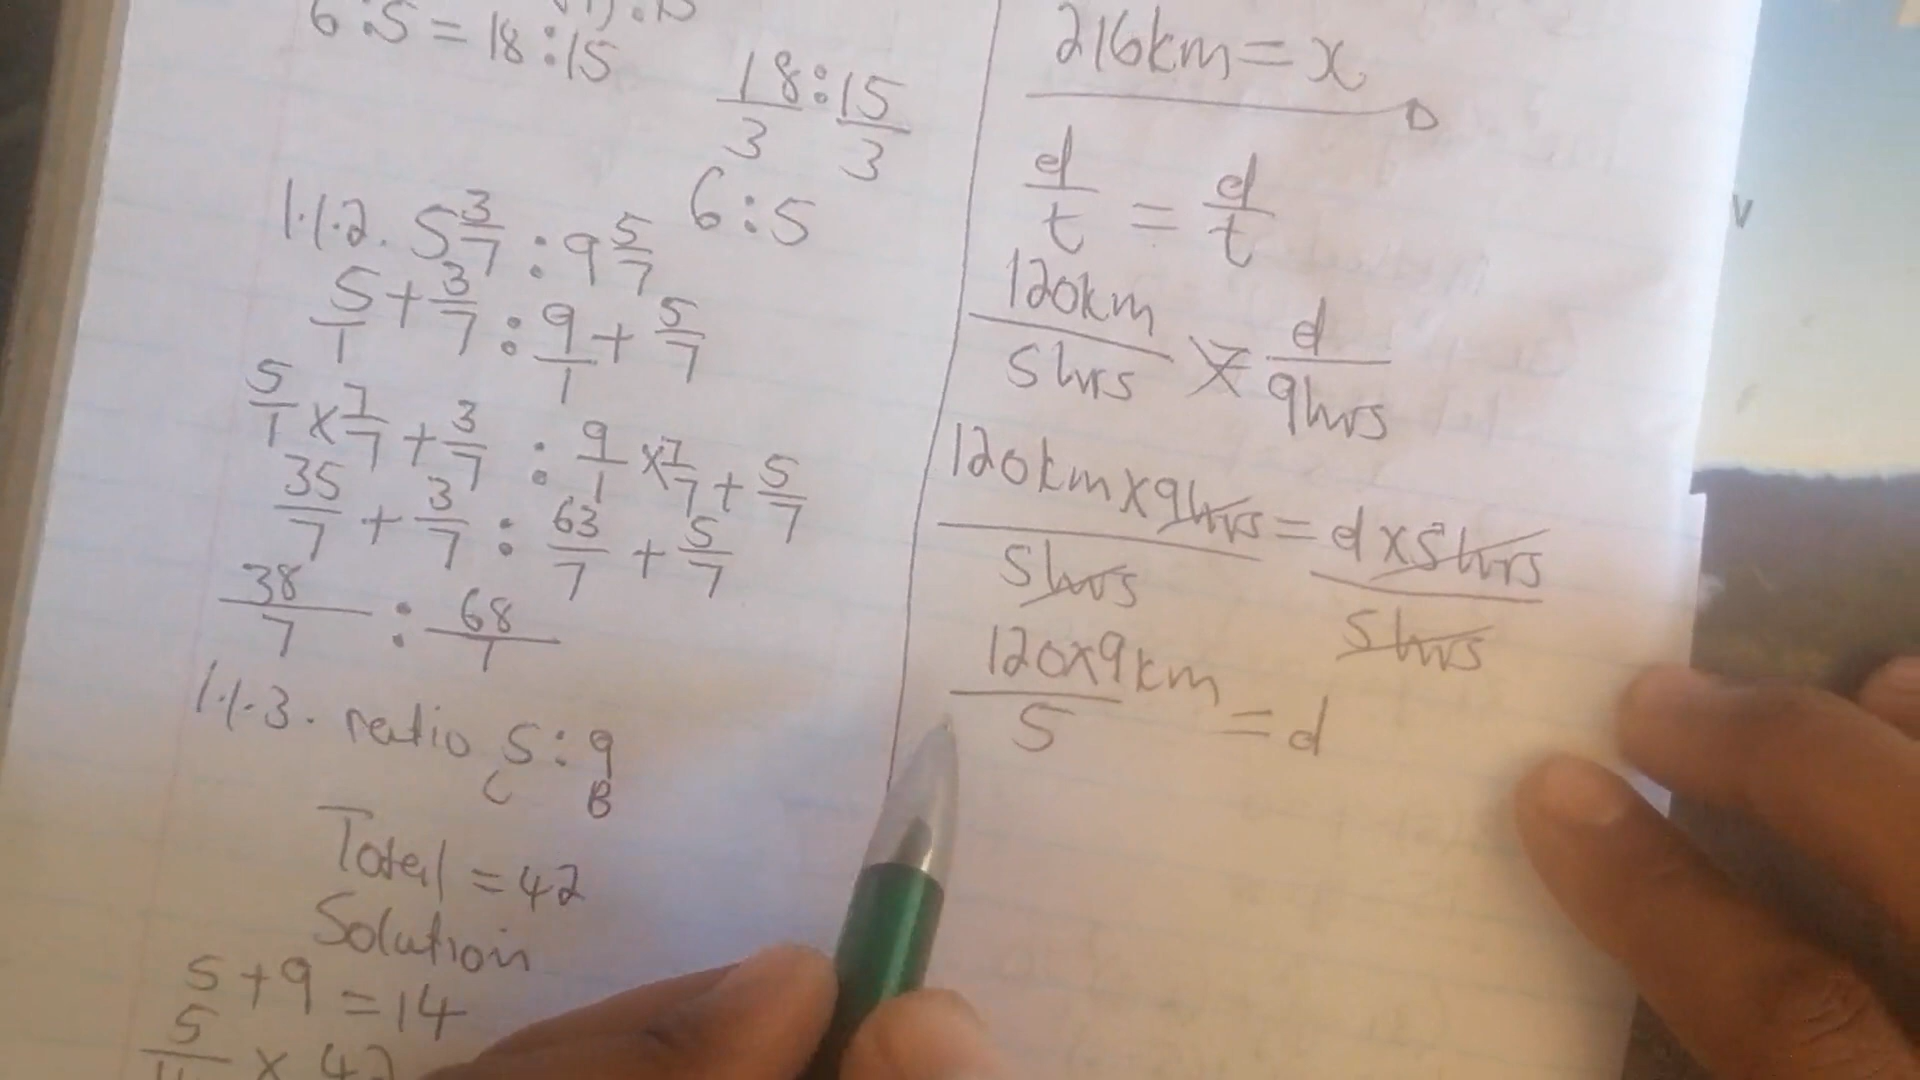 6:5=18:15
18:15
3 3
6:5
1.1.2. 5 3/7 : 9 5/7
5/1 + 3/7 : 9/1 + 5/7
5/1 x 7/7 + 3/7 : 9/1 x 7/7 + 5/7
35/7 + 3/7 : 63/7 + 5/7
38/7 : 68/7
1.1.3. ratio 5:9
C B
Total = 42
Solution
5+9=14
5
x 42
216km = x
d/t = d/t
120km/5hrs = d/9hrs
120km x 9hrs/5hrs = d x 5hrs/5hrs
120x9km/5 = d
v